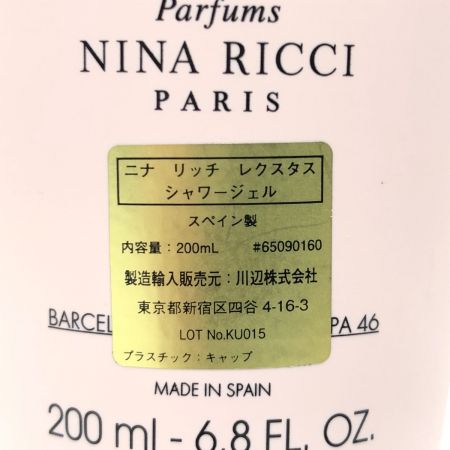 Parfums
NINA RICCI
PARIS
ニナ　リッチ　レクスタス
シャワージェル
スペイン製
内容量：200mL　#65090160
製造輸入販売元：川辺株式会社
東京都新宿区四谷 4-16-3
BARCEL PA 46
LOT No.KU015
プラスチック：キャップ
MADE IN SPAIN
200 ml - 6.8 FL. OZ.